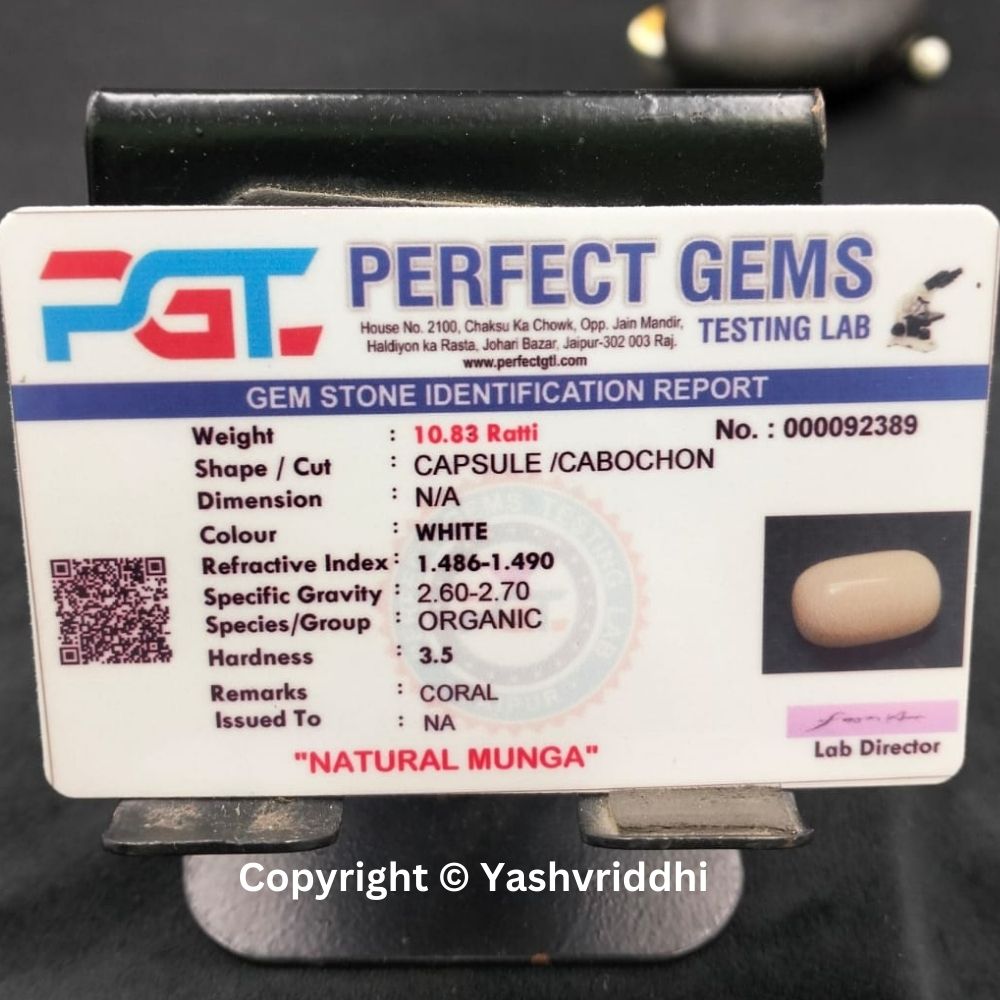 PGT.
PERFECT GEMS
TESTING LAB
House No. 2100, Chaksu Ka Chowk, Opp. Jain Mandir,
Haldiyon ka Rasta, Johari Bazar, Jaipur-302 003 Raj.
www.perfectgtl.com
GEM STONE IDENTIFICATION REPORT
No. : 000092389
Weight : 10.83 Ratti
Shape / Cut : CAPSULE /CABOCHON
Dimension : N/A
Colour : WHITE
Refractive Index : 1.486-1.490
Specific Gravity : 2.60-2.70
Species/Group : ORGANIC
Hardness : 3.5
Remarks : CORAL
Issued To : NA
"NATURAL MUNGA"
Lab Director
Copyright © Yashvriddhi